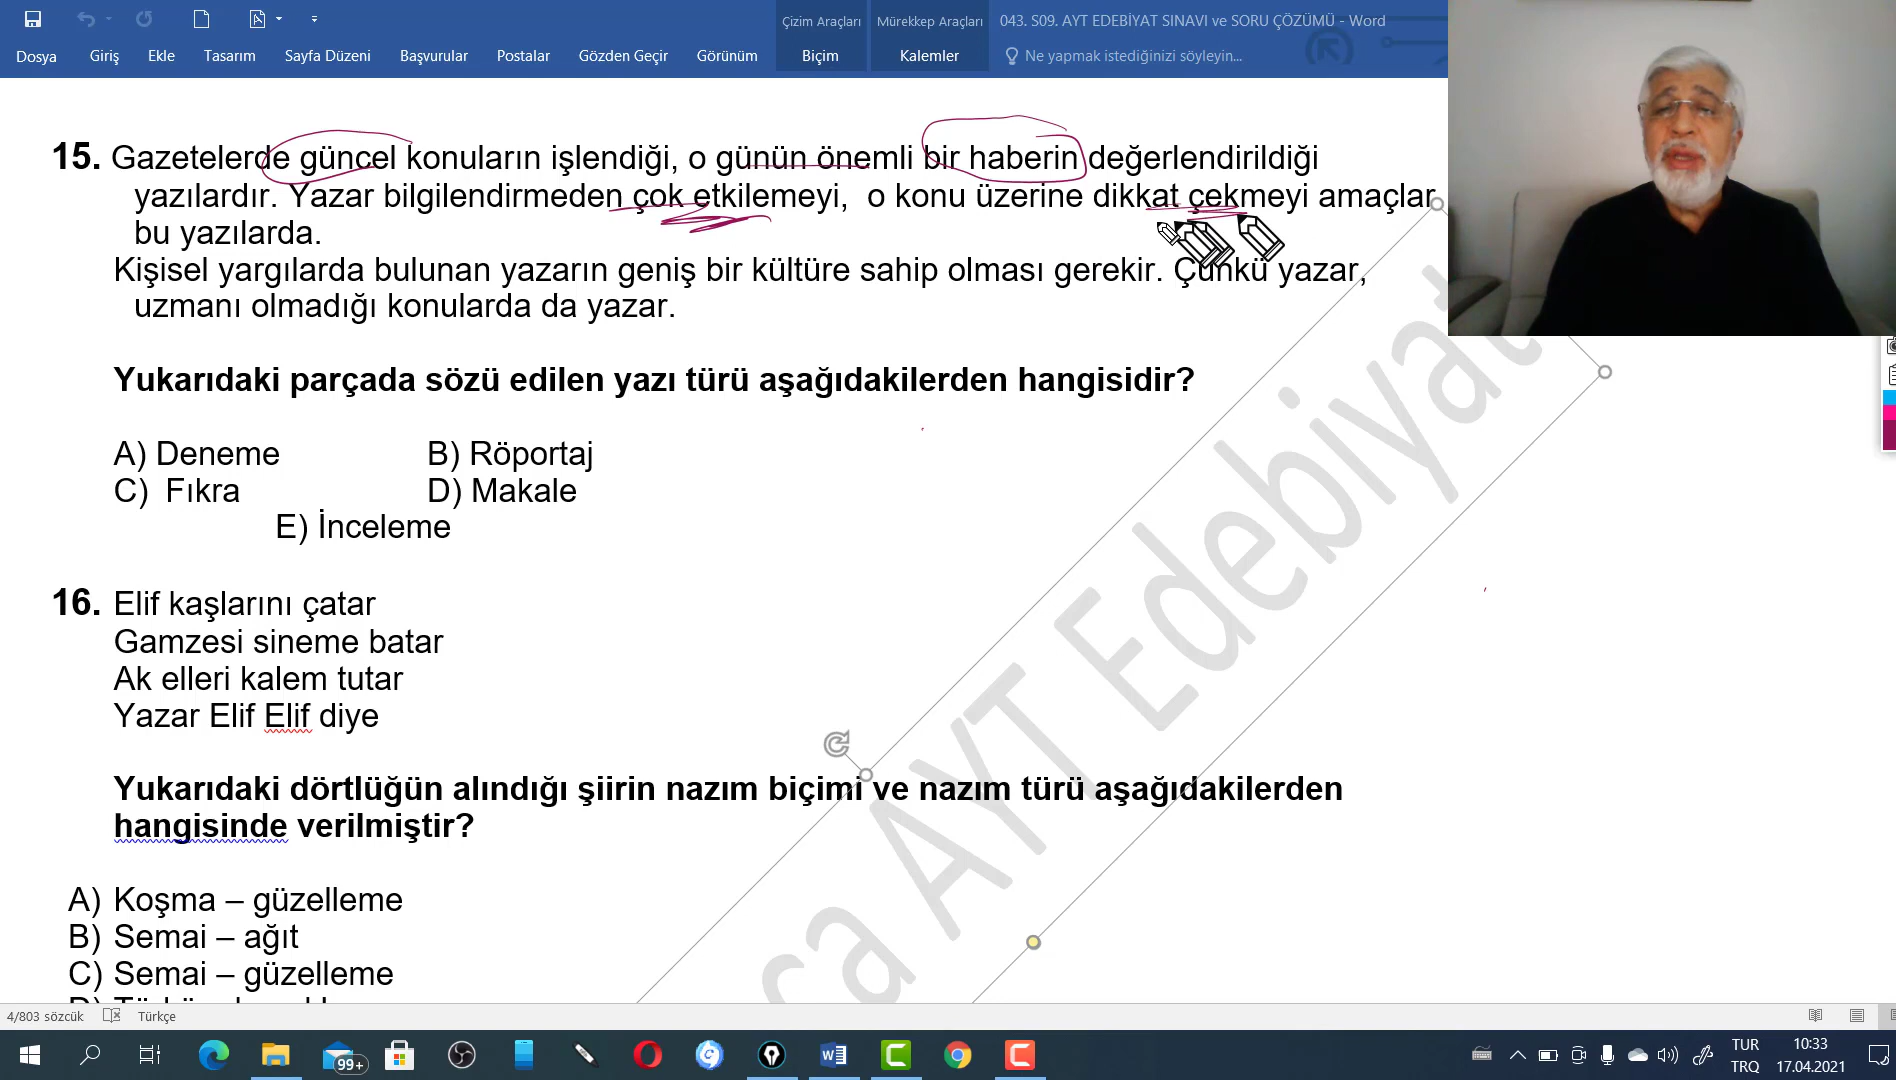 Çizim Araçları Mürekkep Araçları 043. S09. AYT EDEBİYAT SINAVI ve SORU ÇÖZÜMÜ - Word
Dosya Giriş Ekle Tasarım Sayfa Düzeni Başvurular Postalar Gözden Geçir Görünüm Biçim Kalemler Ne yapmak istediğinizi söyleyin...
15. Gazetelerde güncel konuların işlendiği, o günün önemli bir haberin değerlendirildiği
yazılardır. Yazar bilgilendirmeden çok etkilemeyi, o konu üzerine dikkat çekmeyi amaçlar
bu yazılarda.
Kişisel yargılarda bulunan yazarın geniş bir kültüre sahip olması gerekir. Çünkü yazar,
uzmanı olmadığı konularda da yazar.
Yukarıdaki parçada sözü edilen yazı türü aşağıdakilerden hangisidir?
A) Deneme B) Röportaj
C) Fıkra D) Makale
E) İnceleme
16. Elif kaşlarını çatar
Gamzesi sineme batar
Ak elleri kalem tutar
Yazar Elif Elif diye
Yukarıdaki dörtlüğün alındığı şiirin nazım biçimi ve nazım türü aşağıdakilerden
hangisinde verilmiştir?
A) Koşma – güzelleme
B) Semai – ağıt
C) Semai – güzelleme
ca AYT Edebiyat
4/803 sözcük Türkçe
99+
TUR 10:33
TRQ 17.04.2021